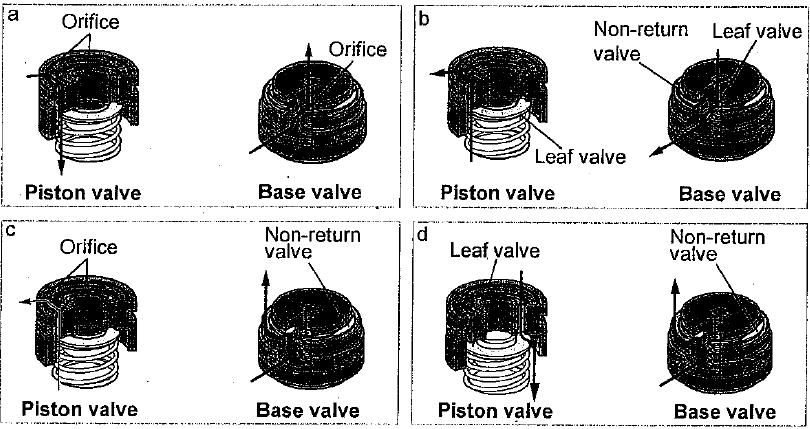 a
Orifice
Orifice
Piston valve
Base valve
b
Non-return
valve
Leaf valve
Leaf valve
Piston valve
Base valve
c
Orifice
Non-return
valve
Piston valve
Base valve
d
Leaf valve
Non-return
valve
Piston valve
Base valve